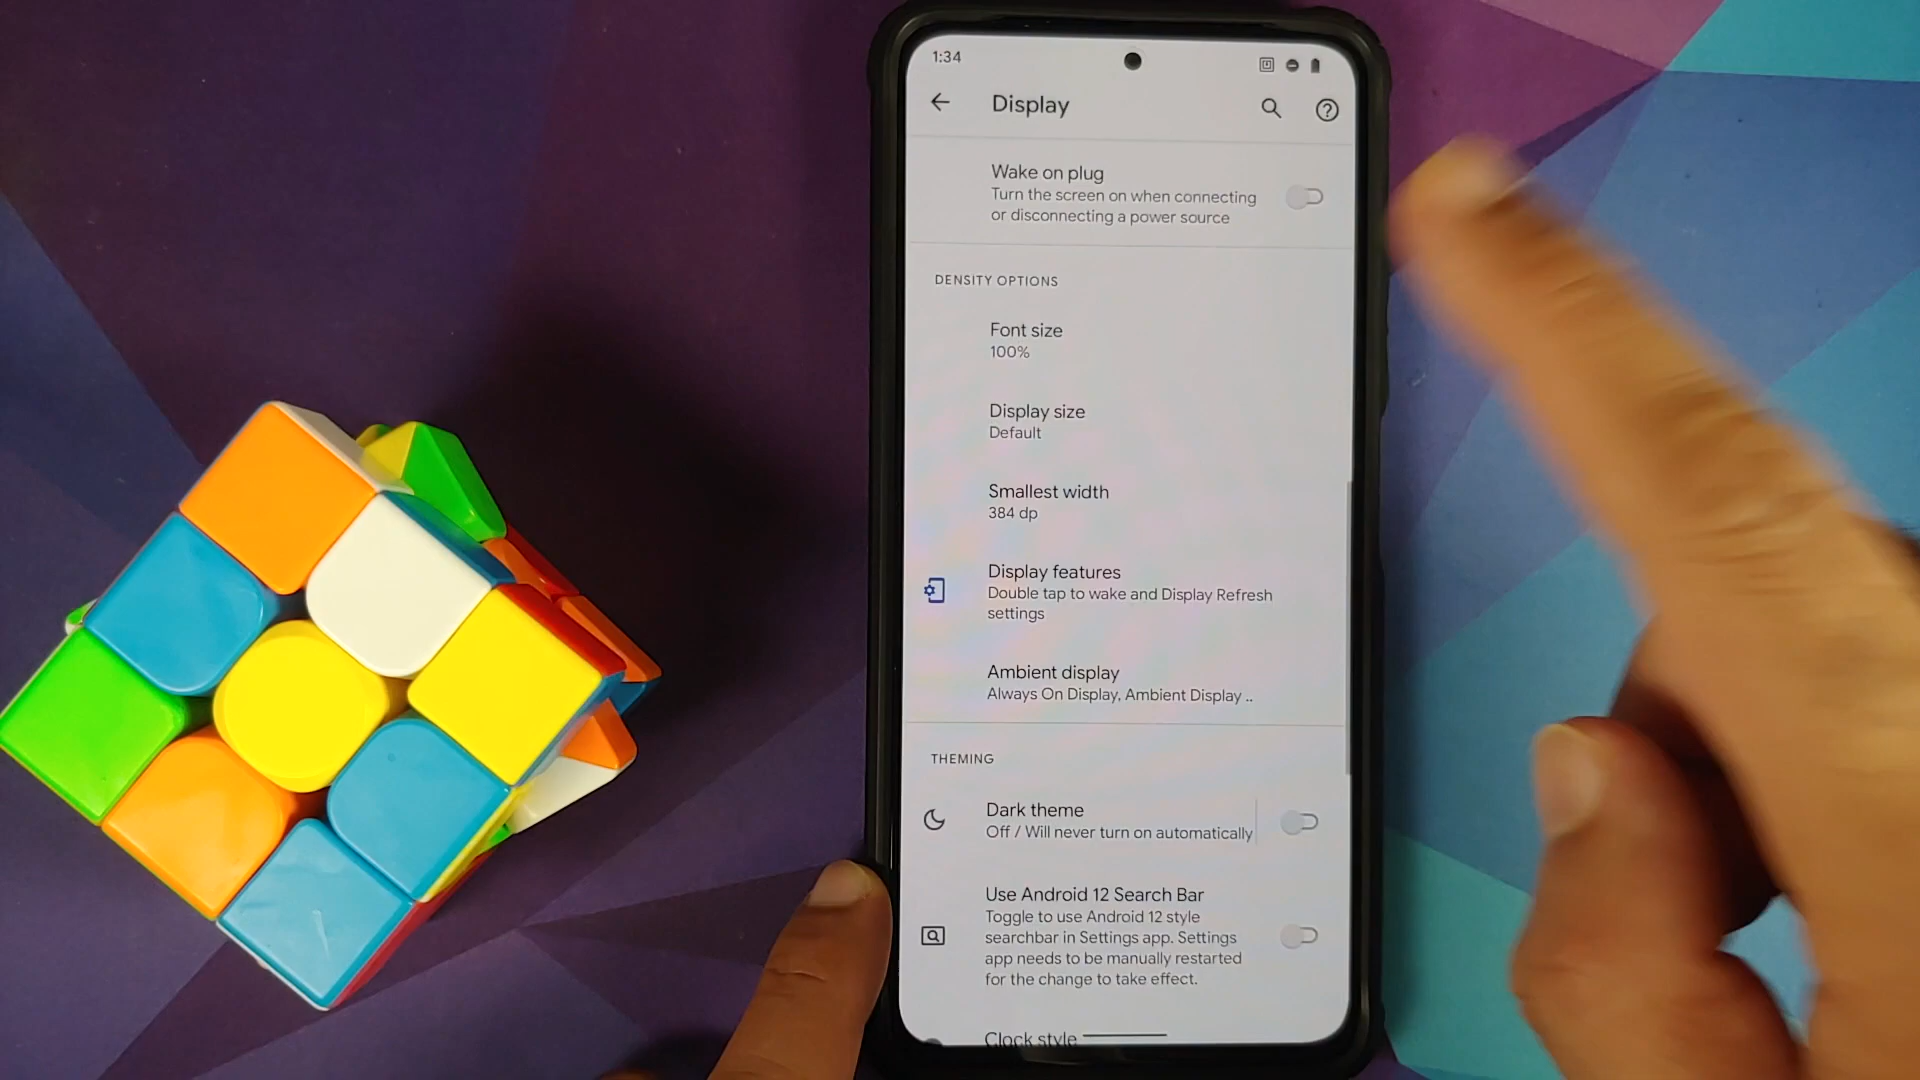 1:34
Display
Wake on plug
Turn the screen on when connecting
or disconnecting a power source
DENSITY OPTIONS
Font size
100%
Display size
Default
Smallest width
384 dp
Display features
Double tap to wake and Display Refresh
settings
Ambient display
Always On Display, Ambient Display ..
THEMING
Dark theme
Off / Will never turn on automatically
Use Android 12 Search Bar
Toggle to use Android 12 style
searchbar in Settings app. Settings
app needs to be manually restarted
for the change to take effect.
Clock style